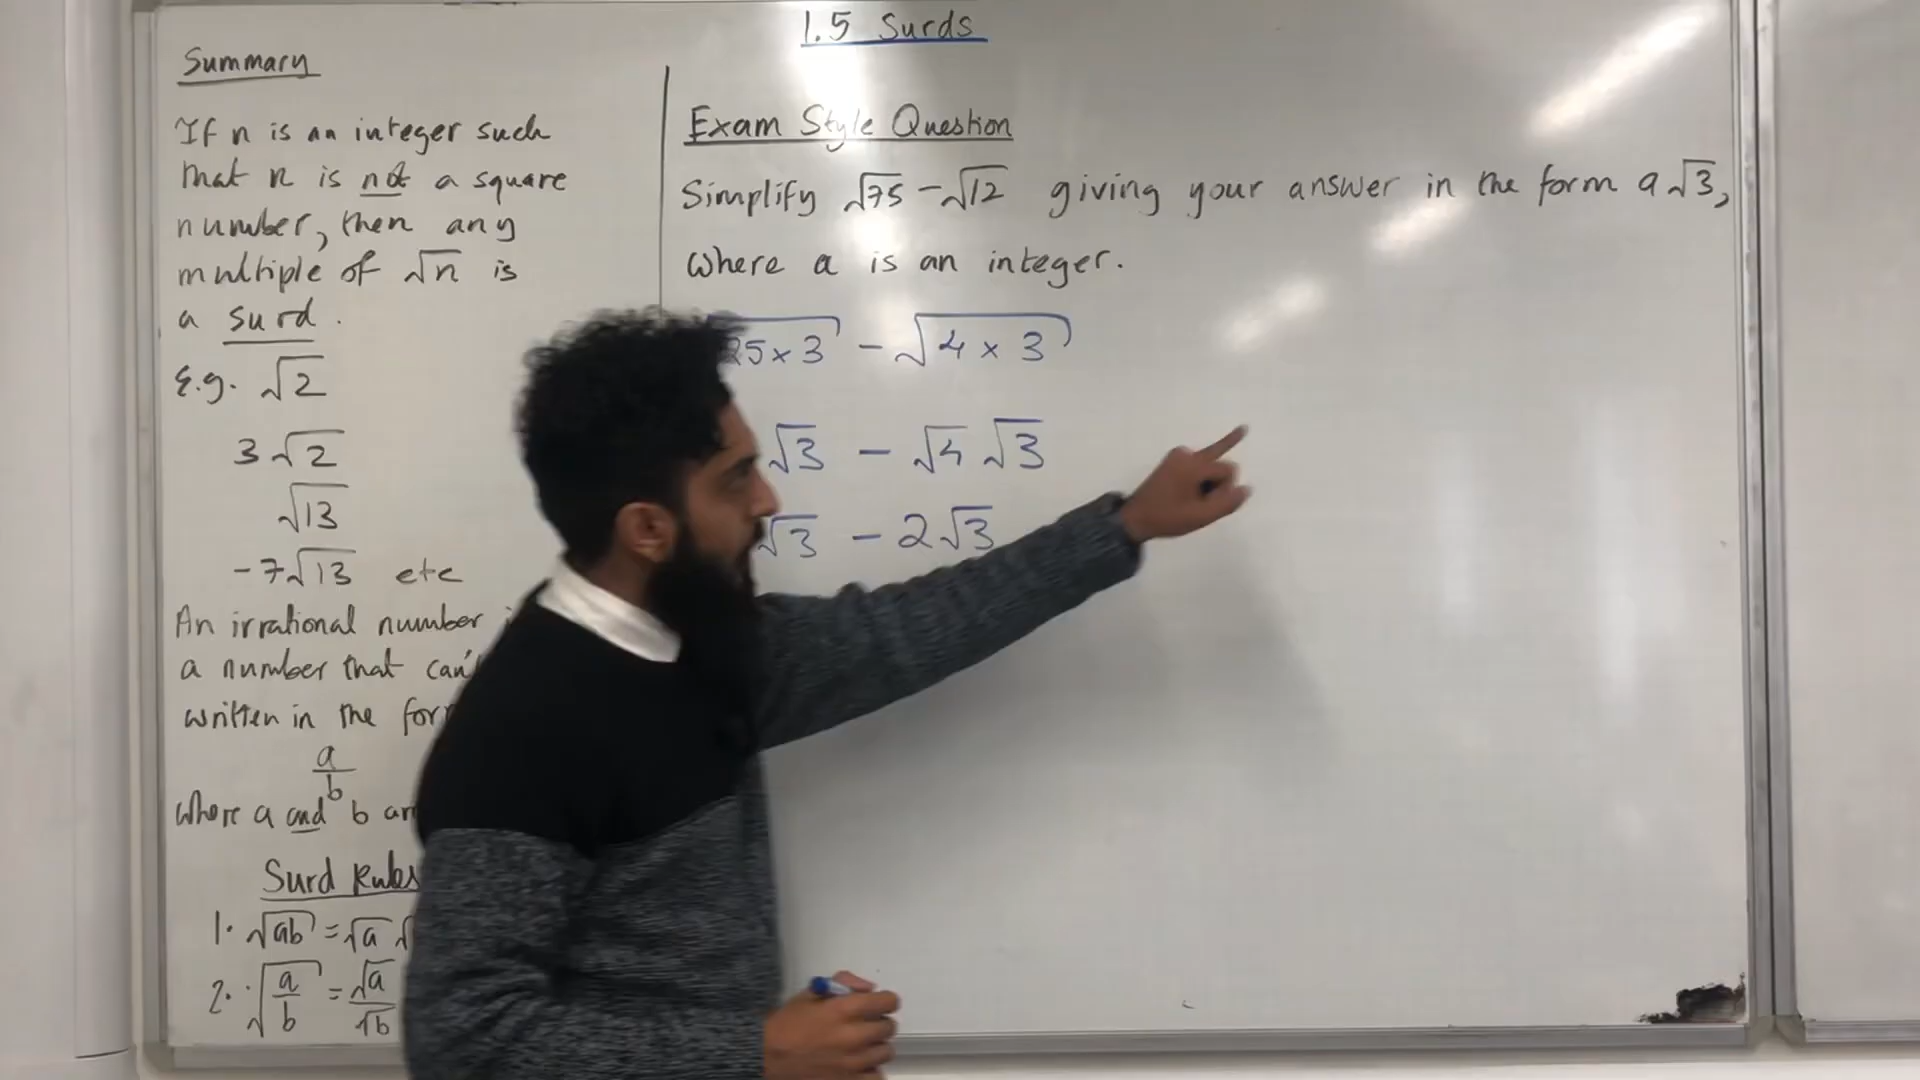 1.5 Surds
Summary
If n is an integer such
that n is not a square
number, then any
multiple of √n is
a surd.
E.g. √2
3√2
√13
-7√13 etc
An irrational number
a number that can't
written in the
where a and b
a/b
Surd Rules
1. √ab = √a √
2. √(a/b) = √a/√b
Exam Style Question
Simplify √75 - √12 giving your answer in the form a√3,
where a is an integer.
25 × 3 - √4 × 3
√3 - √4 √3
√3 - 2√3